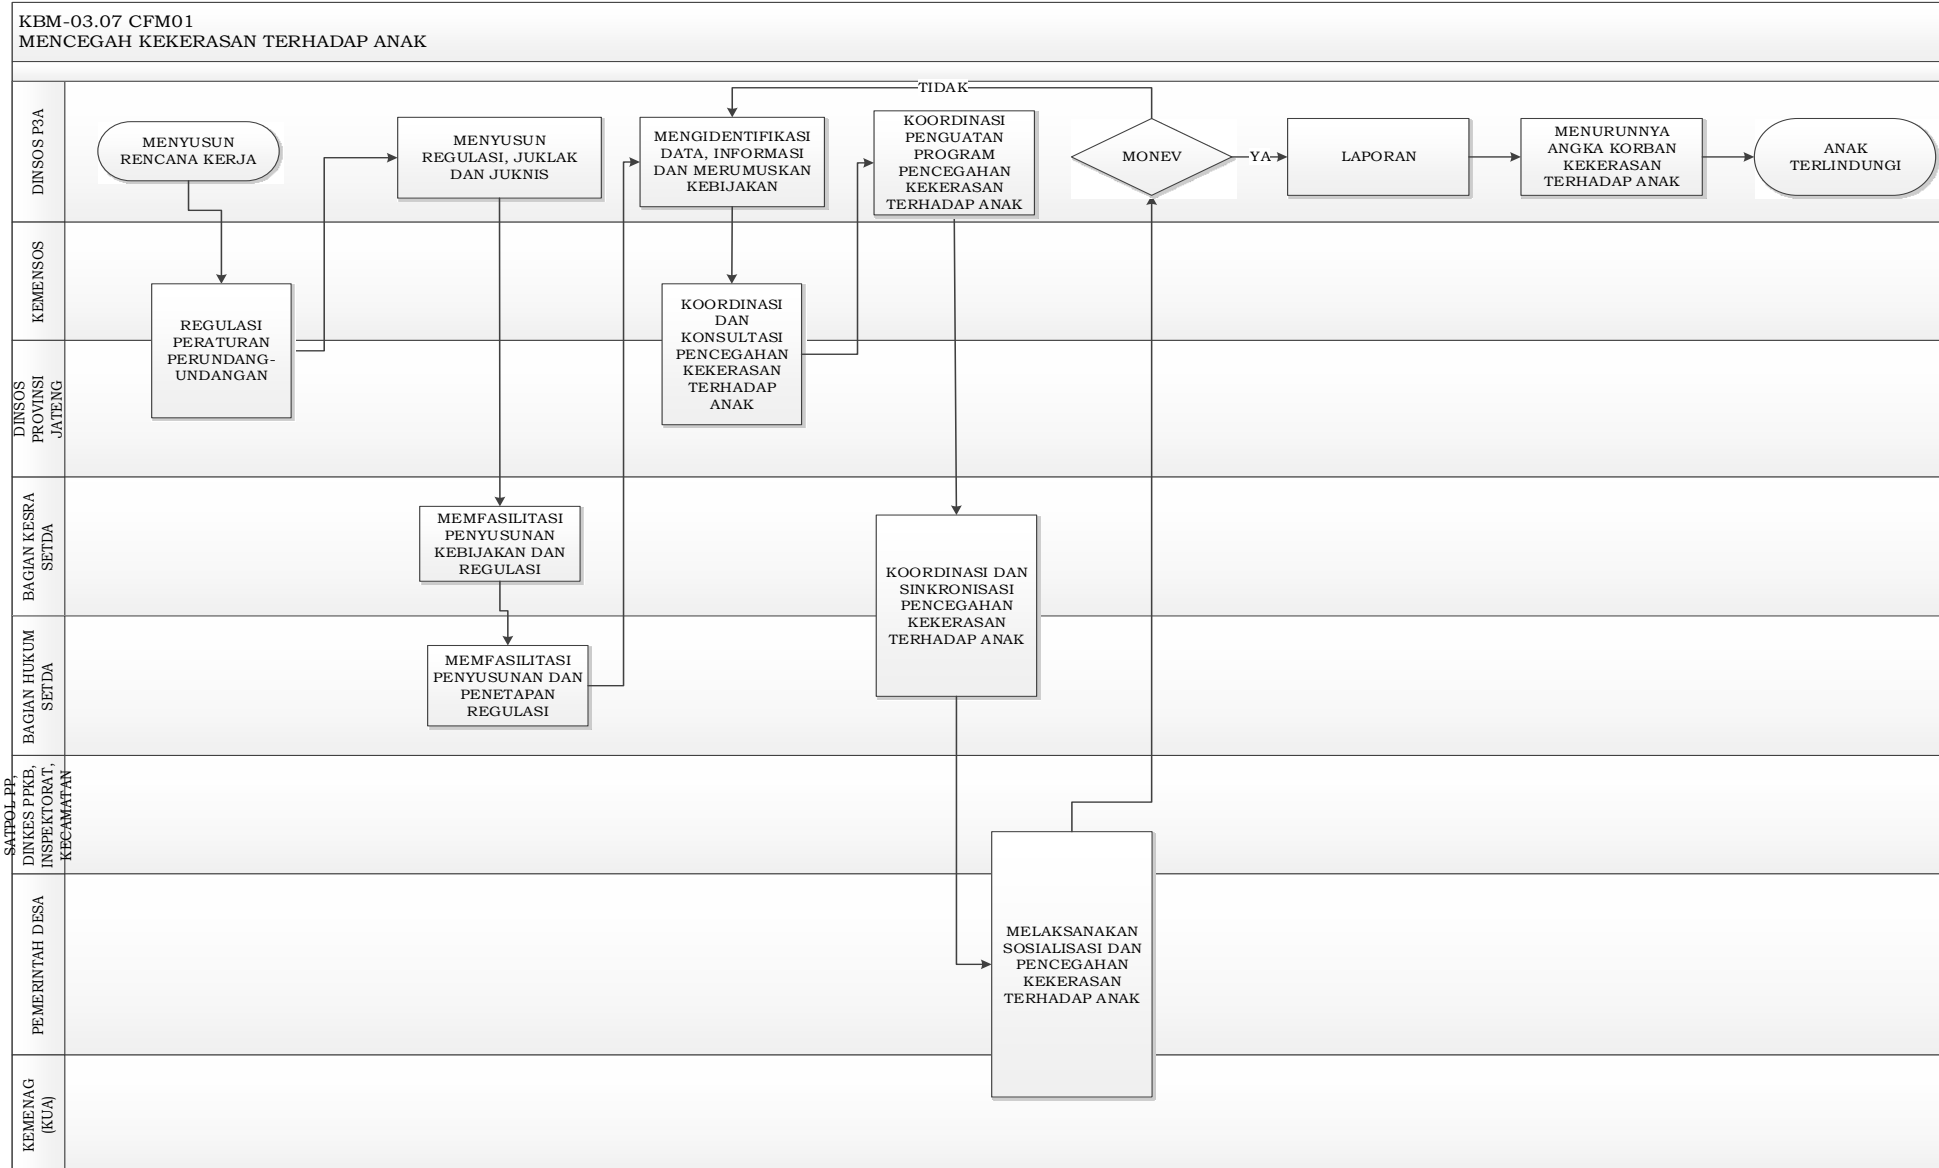 KBM-03.07 CFM01
MENCEGAH KEKERASAN TERHADAP ANAK
DINSOS P3A
MENYUSUN
RENCANA KERJA
MENYUSUN
REGULASI, JUKLAK
DAN JUKNIS
TIDAK
MENGIDENTIFIKASI
DATA, INFORMASI
DAN MERUMUSKAN
KEBIJAKAN
KOORDINASI
PENGUATAN
PROGRAM
PENCEGAHAN
KEKERASAN
TERHADAP ANAK
MONEV
YA
LAPORAN
MENURUNNYA
ANGKA KORBAN
KEKERASAN
TERHADAP ANAK
ANAK
TERLINDUNGI
KEMENSOS
REGULASI
PERATURAN
PERUNDANG-
UNDANGAN
KOORDINASI
DAN
KONSULTASI
PENCEGAHAN
KEKERASAN
TERHADAP
ANAK
DINSOS
PROVINSI
JATENG
BAGIAN KESRA
SETDA
MEMFASILITASI
PENYUSUNAN
KEBIJAKAN DAN
REGULASI
KOORDINASI DAN
SINKRONISASI
PENCEGAHAN
KEKERASAN
TERHADAP ANAK
BAGIAN HUKUM
SETDA
MEMFASILITASI
PENYUSUNAN DAN
PENETAPAN
REGULASI
SATPOL PP,
DINKES PPKB,
INSPEKTORAT,
KECAMATAN
PEMERINTAH DESA
MELAKSANAKAN
SOSIALISASI DAN
PENCEGAHAN
KEKERASAN
TERHADAP ANAK
KEMENAG
(KUA)